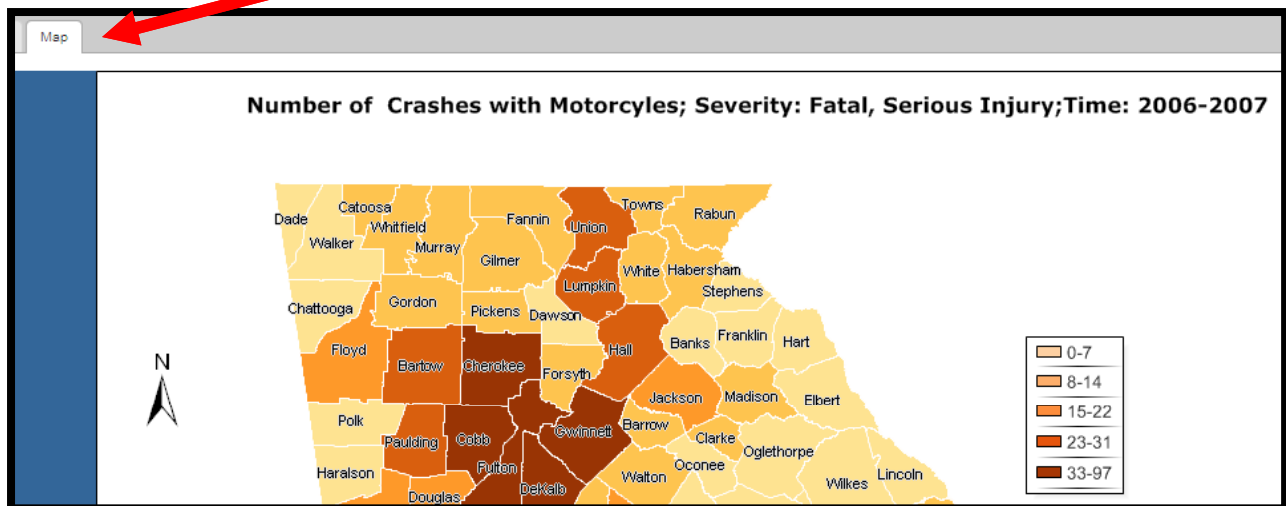 Map
Number of  Crashes with Motorcyles; Severity: Fatal, Serious Injury;Time: 2006-2007
Dade
Catoosa
Whitfield
Walker
Murray
Fannin
Gilmer
Union
Towns
Rabun
White
Habersham
Lumpkin
Stephens
Chattooga
Gordon
Pickens
Dawson
Banks
Franklin
Hart
Floyd
Bartow
Cherokee
Forsyth
Hall
Jackson
Madison
Elbert
N
Polk
Paulding
Cobb
Gwinnett
Barrow
Clarke
Oglethorpe
Haralson
Fulton
DeKalb
Walton
Oconee
Wilkes
Lincoln
Douglas
0-7
8-14
15-22
23-31
33-97